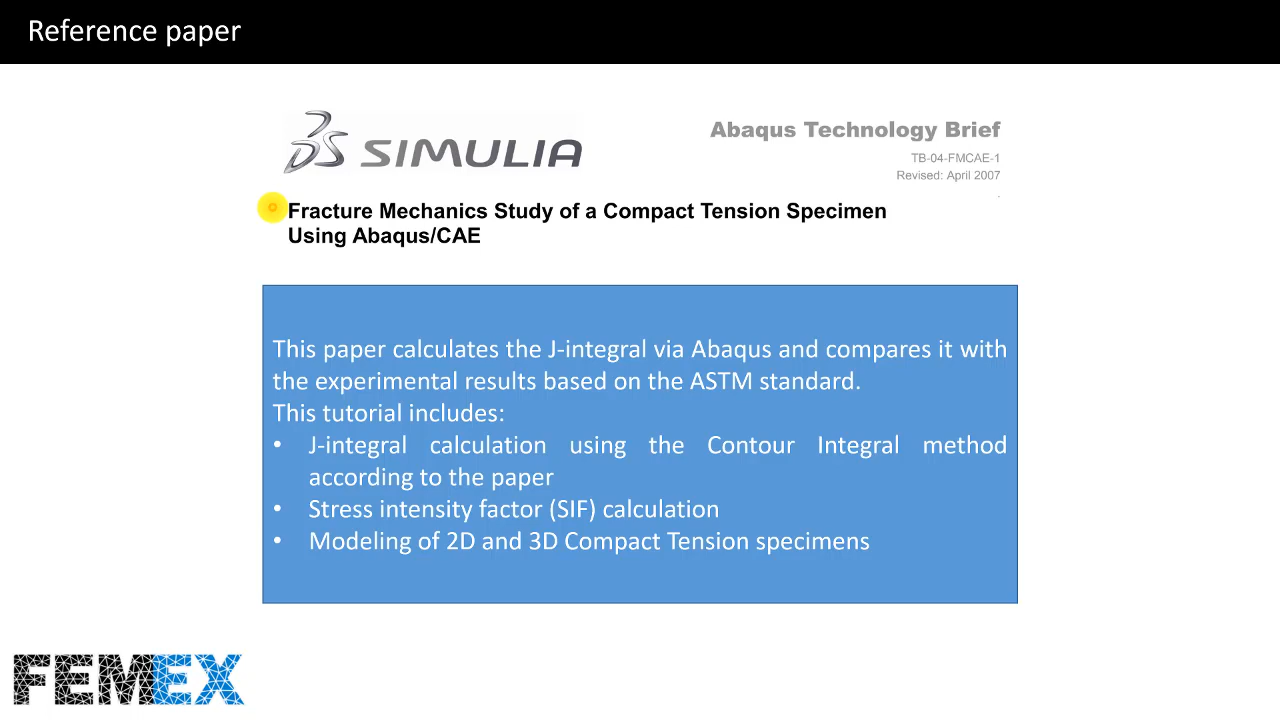 Reference paper
SIMULIA
Abaqus Technology Brief
TB-04-FMCAE-1
Revised: April 2007
Fracture Mechanics Study of a Compact Tension Specimen
Using Abaqus/CAE
This paper calculates the J-integral via Abaqus and compares it with
the experimental results based on the ASTM standard.
This tutorial includes:
• J-integral calculation using the Contour Integral method
according to the paper
• Stress intensity factor (SIF) calculation
• Modeling of 2D and 3D Compact Tension specimens
FEMEX